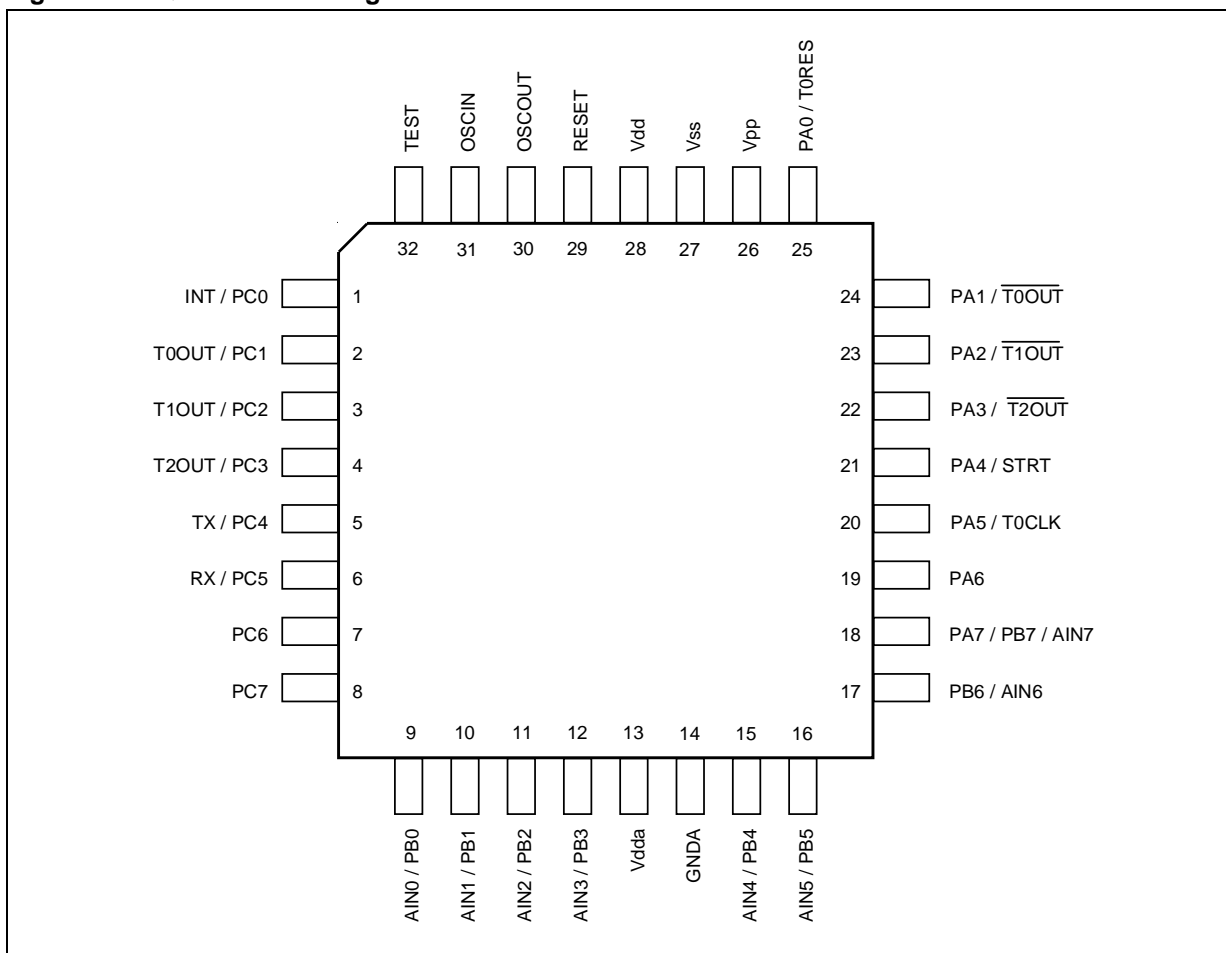 TEST
OSCIN
OSCOUT
RESET
Vdd
Vss
Vpp
PA0 / T0RES
32 31 30 29 28 27 26 25
INT / PC0 1 24 PA1 / T0OUT
T0OUT / PC1 2 23 PA2 / T1OUT
T1OUT / PC2 3 22 PA3 / T2OUT
T2OUT / PC3 4 21 PA4 / STRT
TX / PC4 5 20 PA5 / T0CLK
RX / PC5 6 19 PA6
PC6 7 18 PA7 / PB7 / AIN7
PC7 8 17 PB6 / AIN6
9 10 11 12 13 14 15 16
AIN0 / PB0
AIN1 / PB1
AIN2 / PB2
AIN3 / PB3
Vdda
GNDA
AIN4 / PB4
AIN5 / PB5